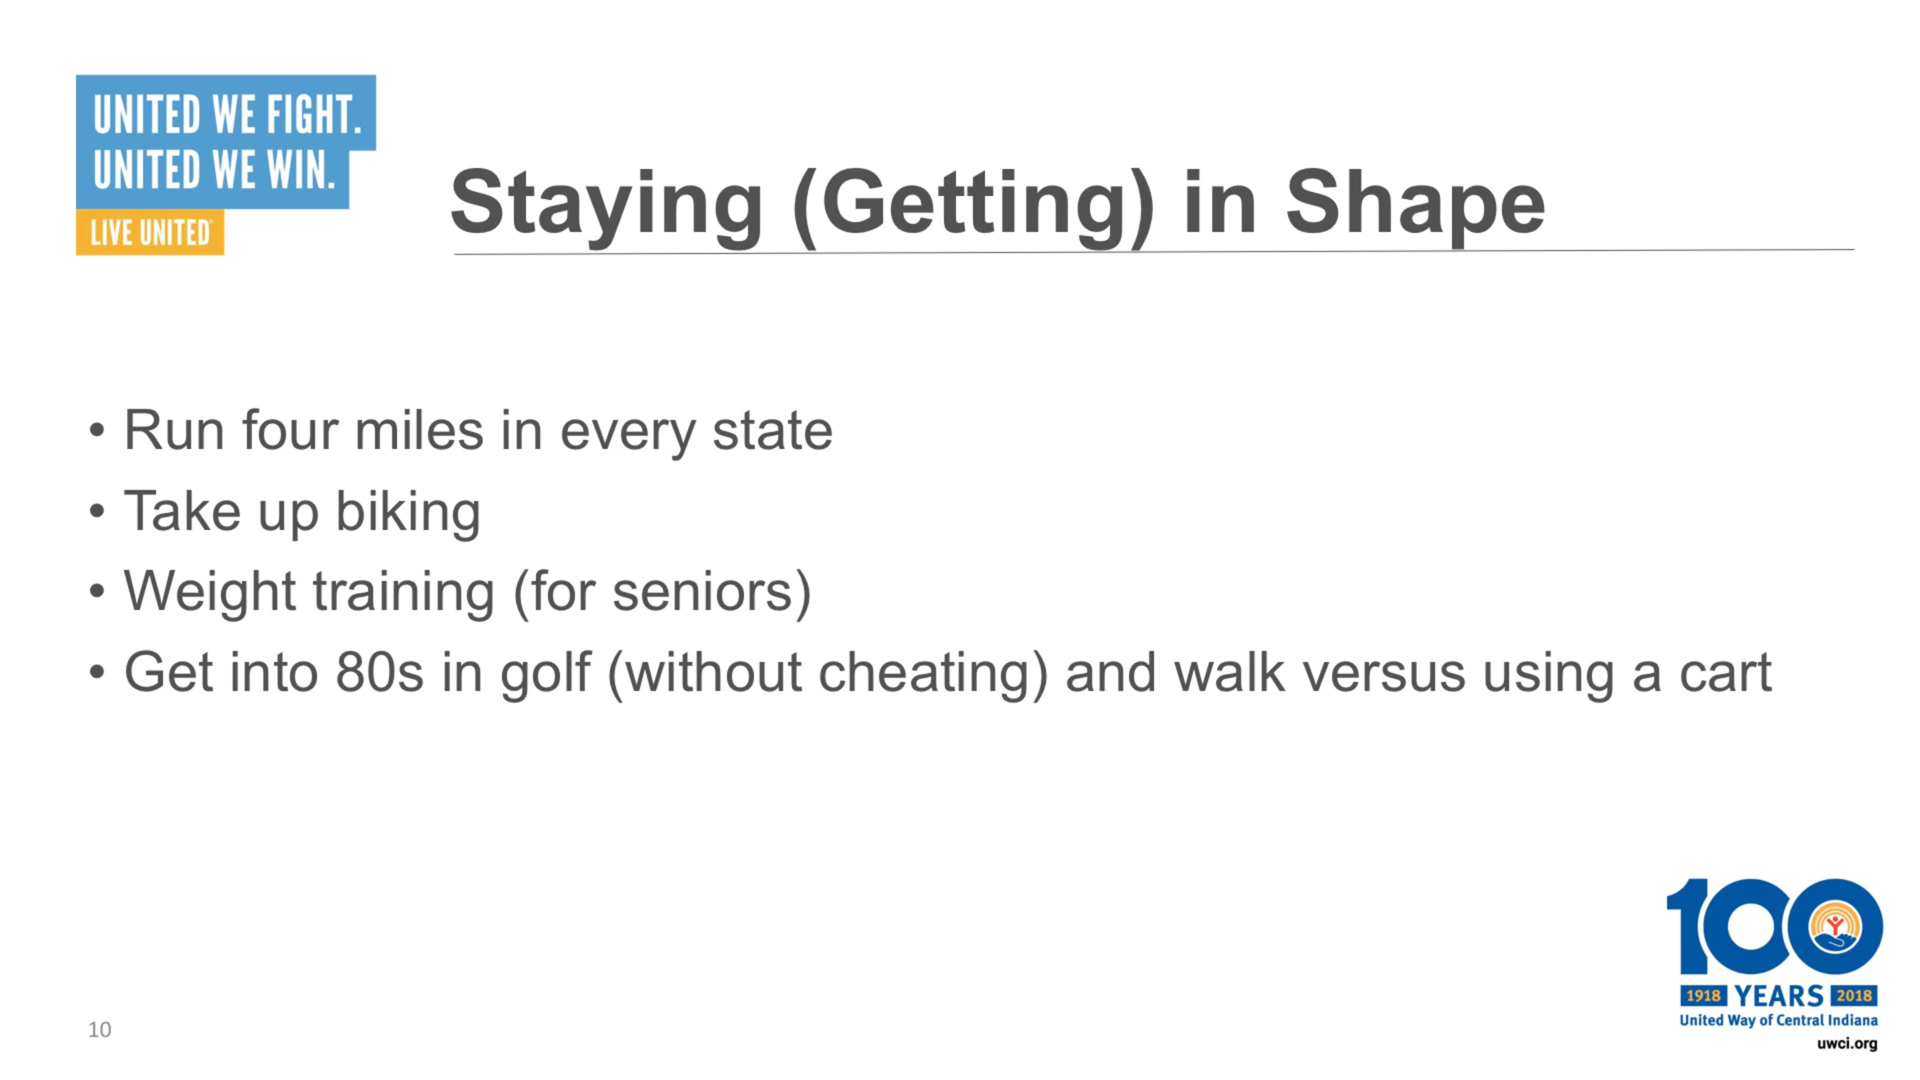 UNITED WE FIGHT.
UNITED WE WIN.
LIVE UNITED
Staying (Getting) in Shape
• Run four miles in every state
• Take up biking
• Weight training (for seniors)
• Get into 80s in golf (without cheating) and walk versus using a cart
100
1918 YEARS 2018
United Way of Central Indiana
uwci.org
10